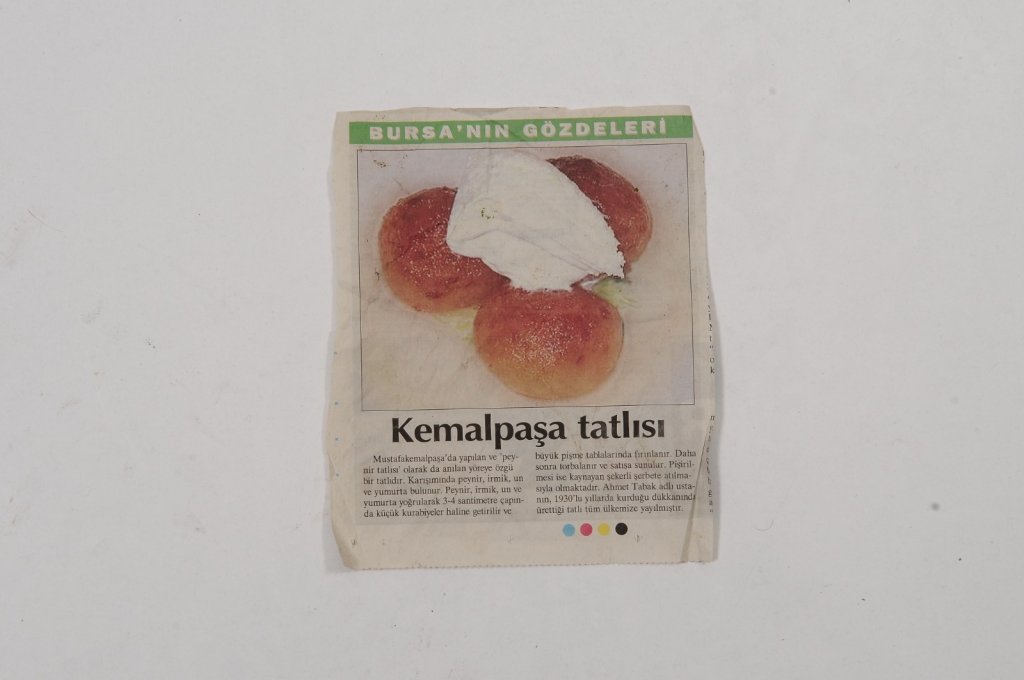 BURSA'NIN GÖZDELERİ
Kemalpaşa tatlısı
Mustafakemalpaşa'da yapılan ve 'pey-
nir tatlısı' olarak da anılan yöreye özgü
bir tatlıdır. Karışımında peynir, irmik, un
ve yumurta bulunur. Peynir, irmik, un ve
yumurta yoğrularak 3-4 santimetre çapın-
da küçük kurabiyeler haline getirilir ve
büyük pişme tablalarında fırınlanır. Daha
sonra torbalanır ve satışa sunulur. Pişiril-
mesi ise kaynayan şekerli şerbete atılma-
sıyla olmaktadır. Ahmet Tabak adlı usta-
nın, 1930'lu yıllarda kurduğu dükkanında
ürettiği tatlı tüm ülkemize yayılmıştır.